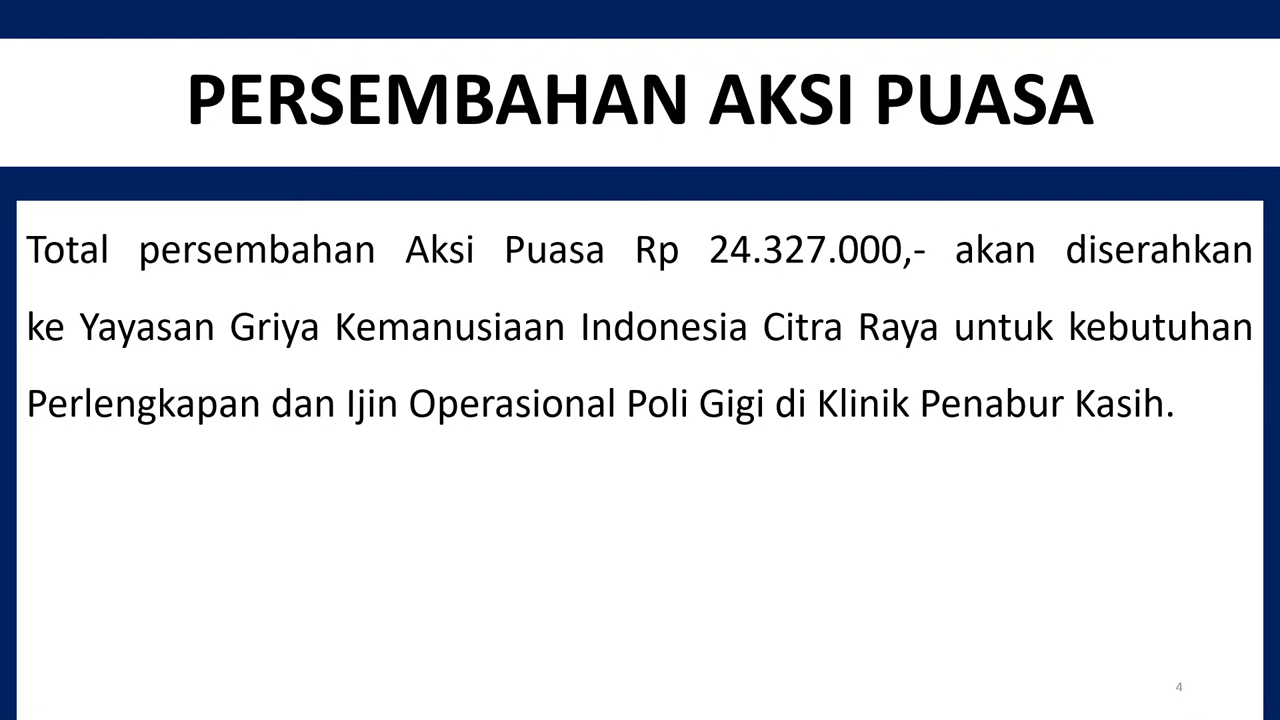 PERSEMBAHAN AKSI PUASA
Total persembahan Aksi Puasa Rp 24.327.000,- akan diserahkan
ke Yayasan Griya Kemanusiaan Indonesia Citra Raya untuk kebutuhan
Perlengkapan dan Ijin Operasional Poli Gigi di Klinik Penabur Kasih.
4